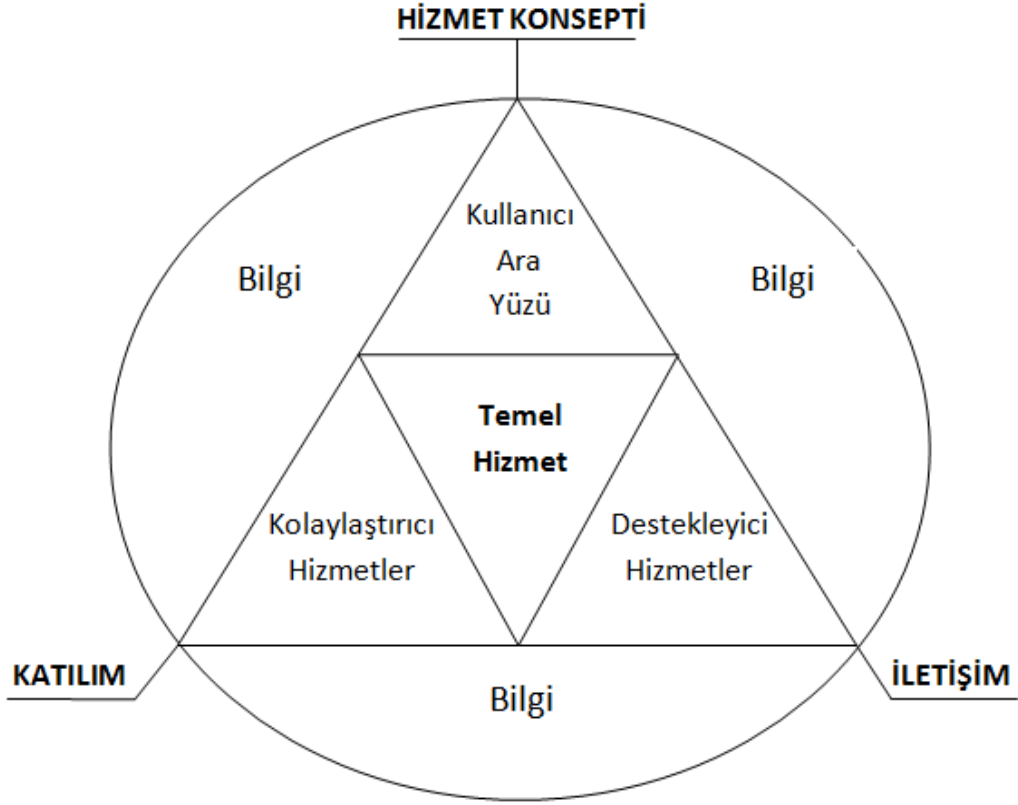 HİZMET KONSEPTİ
Kullanıcı
Ara
Yüzü
Bilgi
Bilgi
Temel
Hizmet
Kolaylaştırıcı
Hizmetler
Destekleyici
Hizmetler
KATILIM
İLETİŞİM
Bilgi